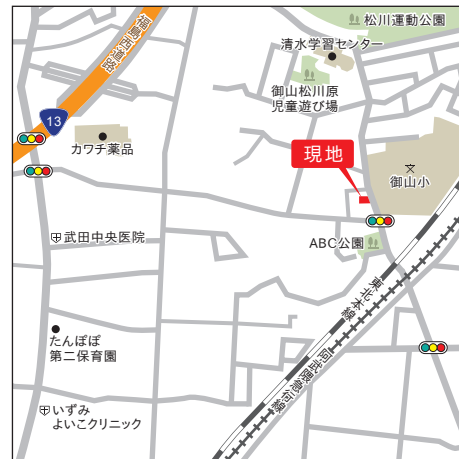 松川運動公園
福島西道路
清水学習センター
御山松川原
児童遊び場
13
カワチ薬品
現地
文
御山小
武田中央医院
ABC公園
東北本線
たんぽぽ
第二保育園
阿武隈急行線
いずみ
よいこクリニック